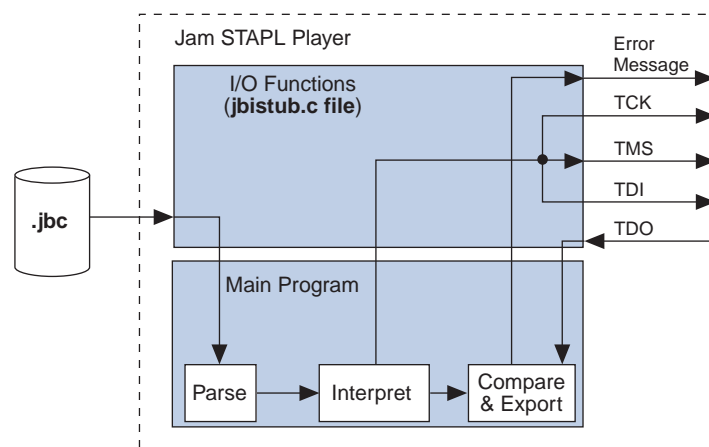 Jam STAPL Player
Error
Message
I/O Functions
(jbistub.c file)
TCK
TMS
TDI
TDO
.jbc
Main Program
Parse
Interpret
Compare
& Export